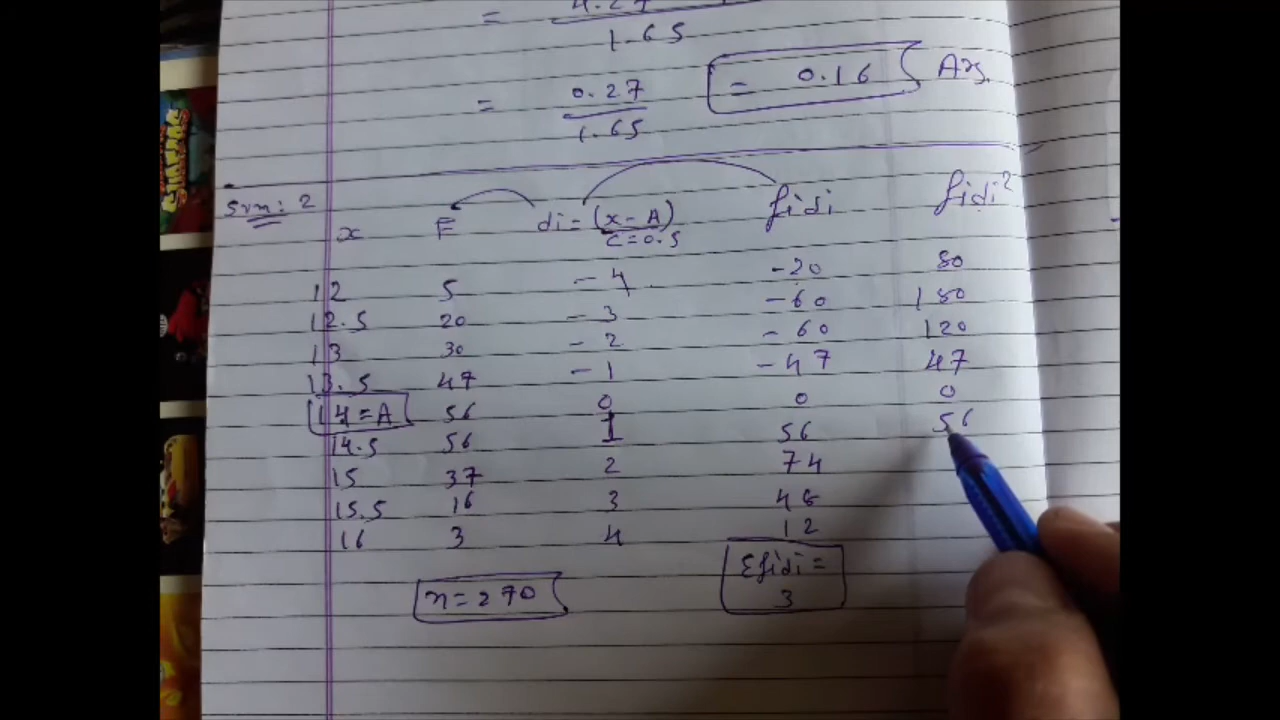 =
1.65
= 0.27 = 0.16 Ans.
1.65
Sum: 2
x F di = (x - A) fidi fidi²
C = 0.5
12 5 - 4 -20 80
12.5 20 - 3 - 60 180
13 30 - 2 - 60 120
13.5 47 - 1 - 47 47
14 = A 56 0 0 0
14.5 56 1 56 56
15 37 2 74
15.5 16 3 48
16 3 4 12
Σfidi =
n = 270 3